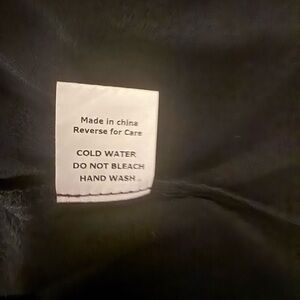 Made in china
Reverse for Care
COLD WATER
DO NOT BLEACH
HAND WASH